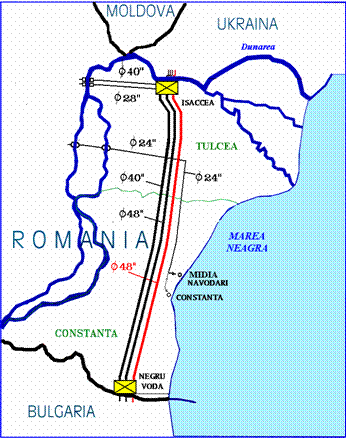 MOLDOVA
UKRAINA
Dunarea
ϕ40"
ϕ28"
ISACCEA
ϕ24"
TULCEA
ϕ40"
ϕ24"
ϕ48"
ROMANIA
MAREA
NEAGRA
ϕ48"
MIDIA
NAVODARI
CONSTANTA
CONSTANTA
NEGRU
VODA
BULGARIA